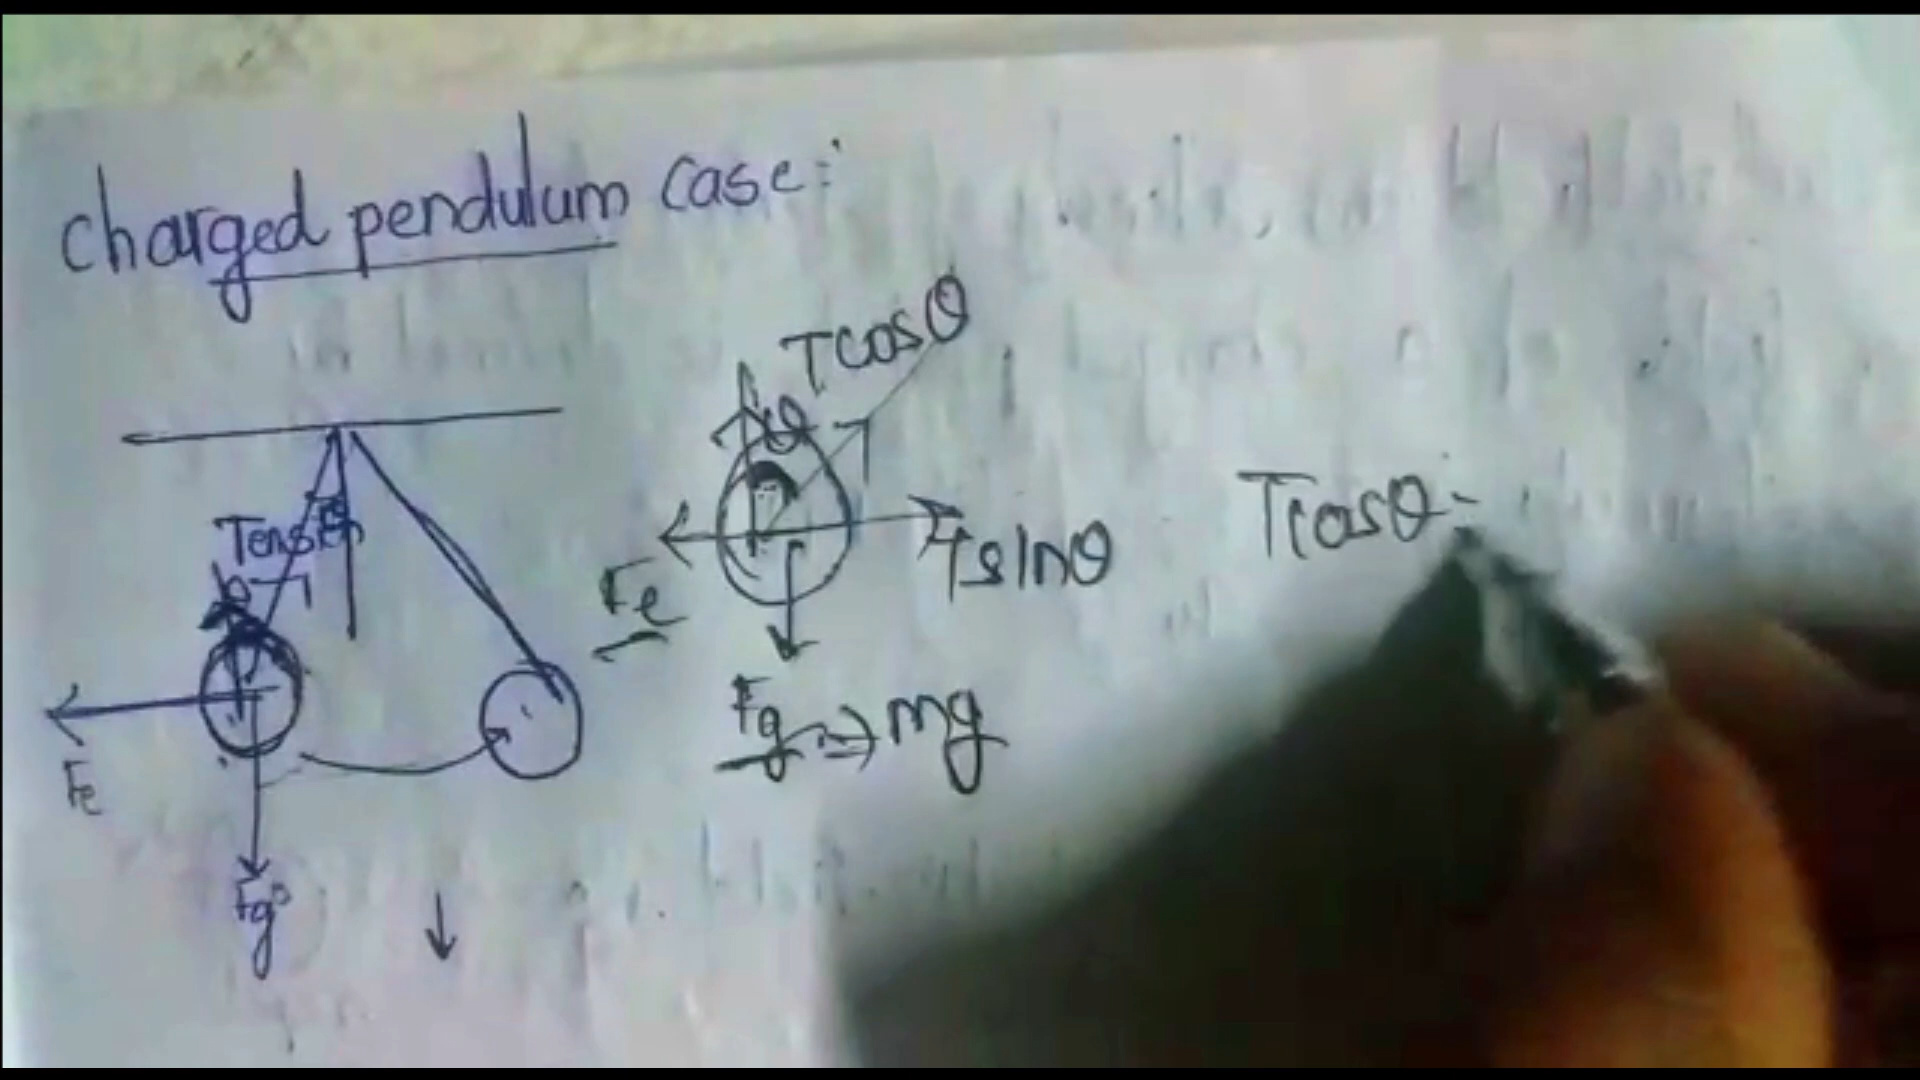 charged pendulum case:
Tcosθ
θ
Tension
Tsinθ
Tcosθ=
Fe
Fe
Fg => mg
Fg